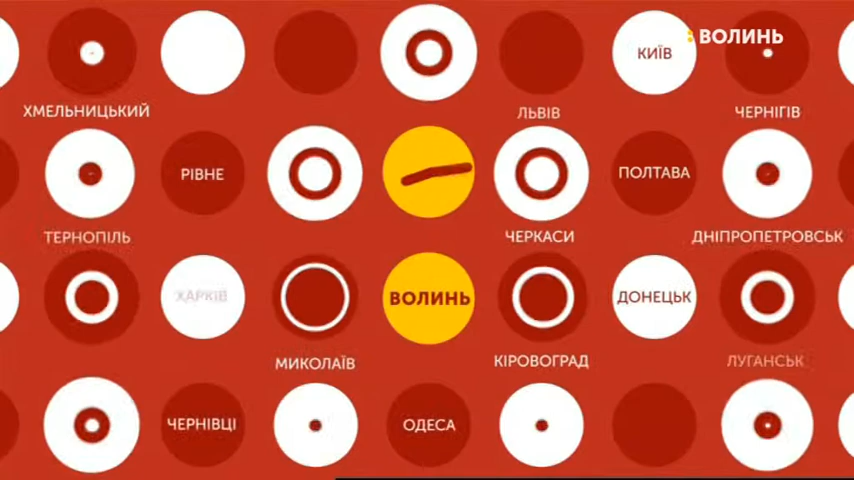 ВОЛИНЬ
КИЇВ
ХМЕЛЬНИЦЬКИЙ
ЛЬВІВ
ЧЕРНІГІВ
РІВНЕ
ПОЛТАВА
ТЕРНОПІЛЬ
ЧЕРКАСИ
ДНІПРОПЕТРОВСЬК
ХАРКІВ
ВОЛИНЬ
ДОНЕЦЬК
МИКОЛАЇВ
КІРОВОГРАД
ЛУГАНСЬК
ЧЕРНІВЦІ
ОДЕСА